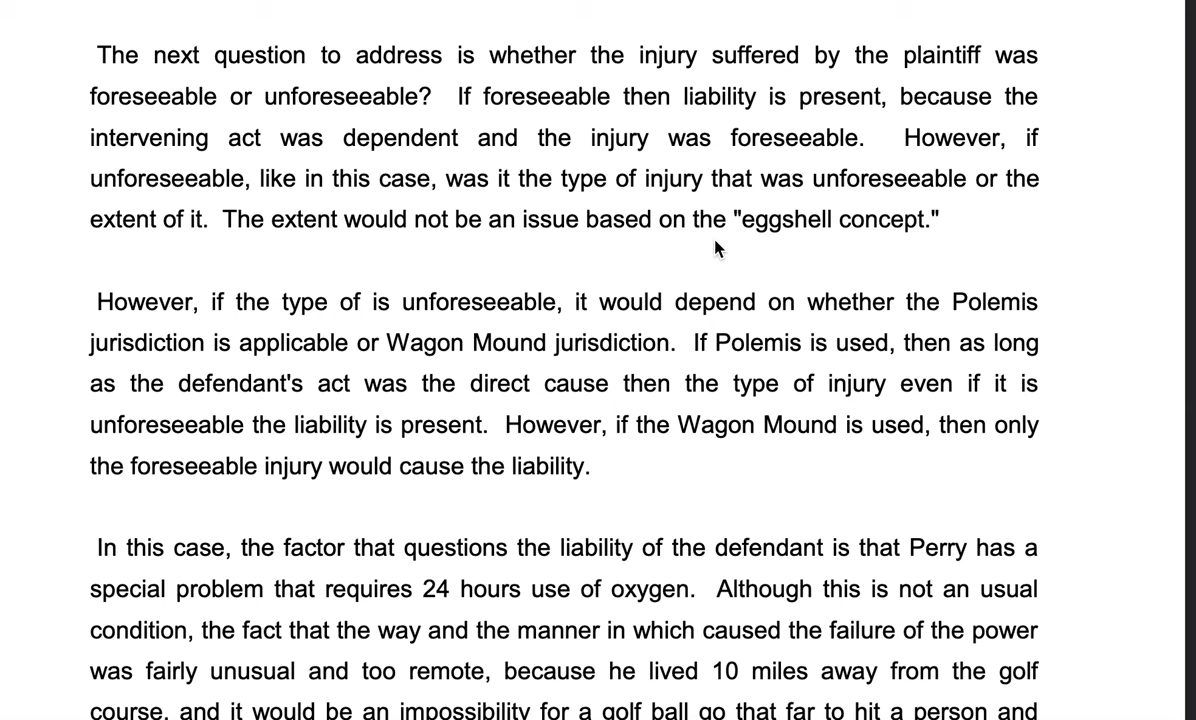 The next question to address is whether the injury suffered by the plaintiff was
foreseeable or unforeseeable? If foreseeable then liability is present, because the
intervening act was dependent and the injury was foreseeable. However, if
unforeseeable, like in this case, was it the type of injury that was unforeseeable or the
extent of it. The extent would not be an issue based on the "eggshell concept."
However, if the type of is unforeseeable, it would depend on whether the Polemis
jurisdiction is applicable or Wagon Mound jurisdiction. If Polemis is used, then as long
as the defendant's act was the direct cause then the type of injury even if it is
unforeseeable the liability is present. However, if the Wagon Mound is used, then only
the foreseeable injury would cause the liability.
In this case, the factor that questions the liability of the defendant is that Perry has a
special problem that requires 24 hours use of oxygen. Although this is not an usual
condition, the fact that the way and the manner in which caused the failure of the power
was fairly unusual and too remote, because he lived 10 miles away from the golf
course, and it would be an impossibility for a golf ball go that far to hit a person and